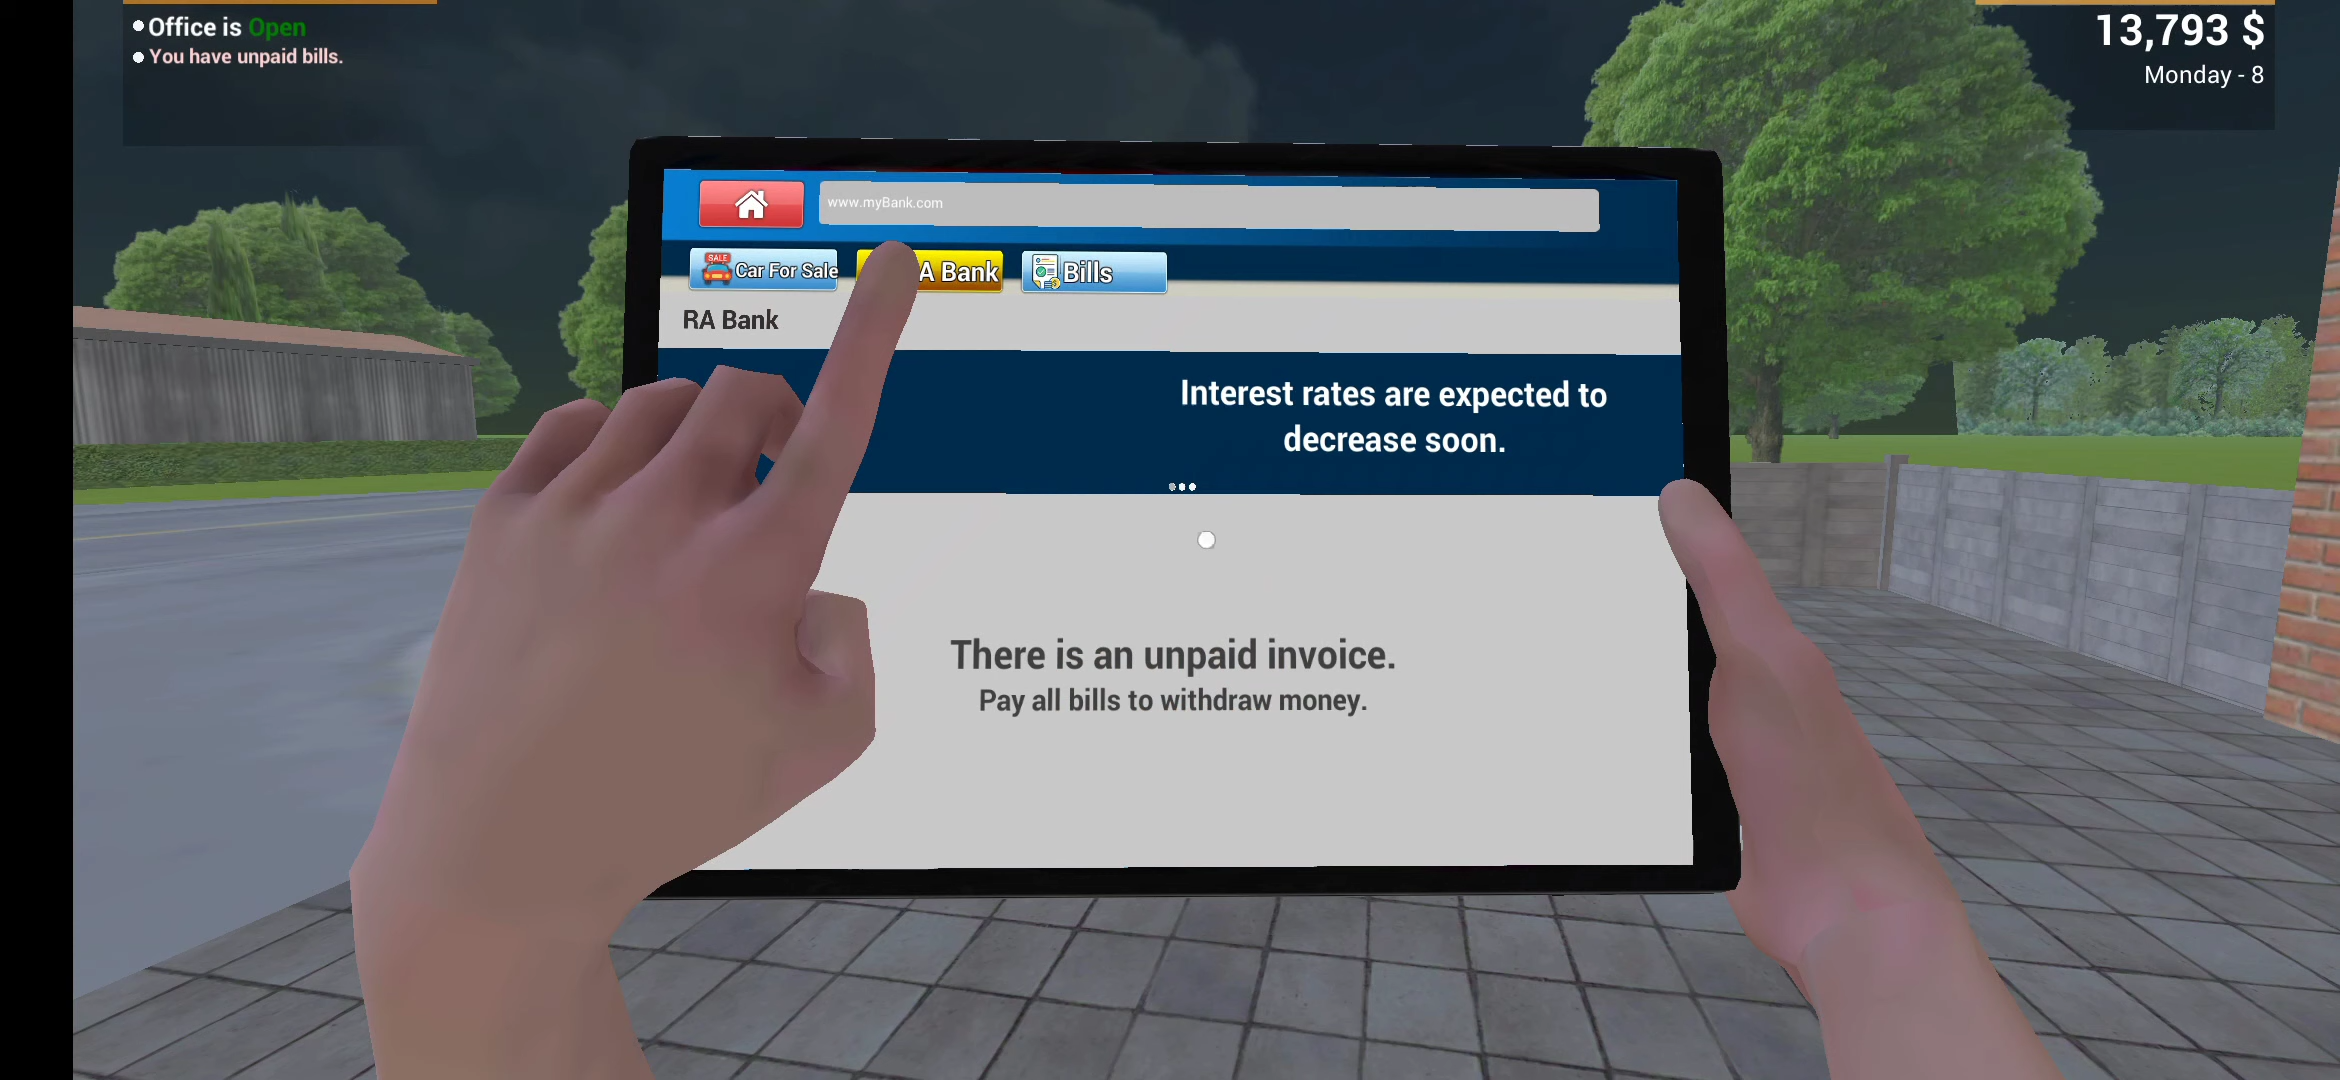 Office is Open
You have unpaid bills.
13,793 $
Monday - 8
www.myBank.com
SALE
Car For Sale
A Bank
Bills
RA Bank
Interest rates are expected to
decrease soon.
There is an unpaid invoice.
Pay all bills to withdraw money.